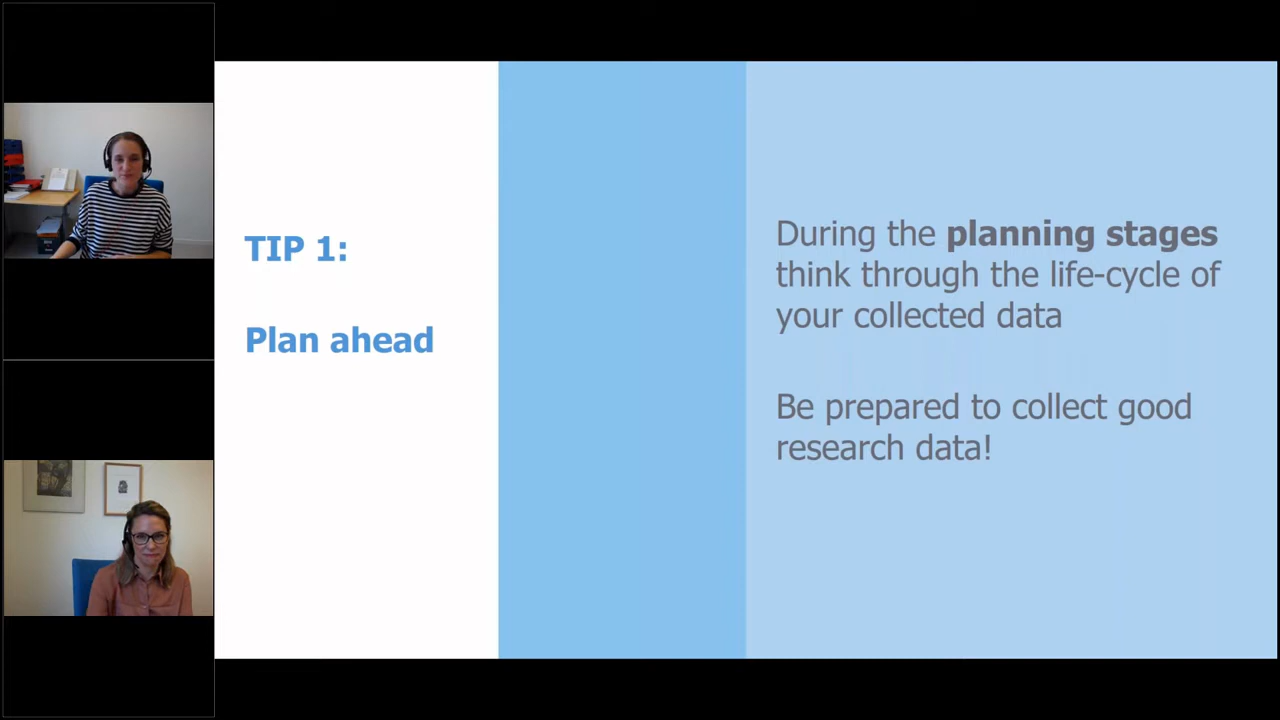 TIP 1:
Plan ahead
During the planning stages
think through the life-cycle of
your collected data
Be prepared to collect good
research data!